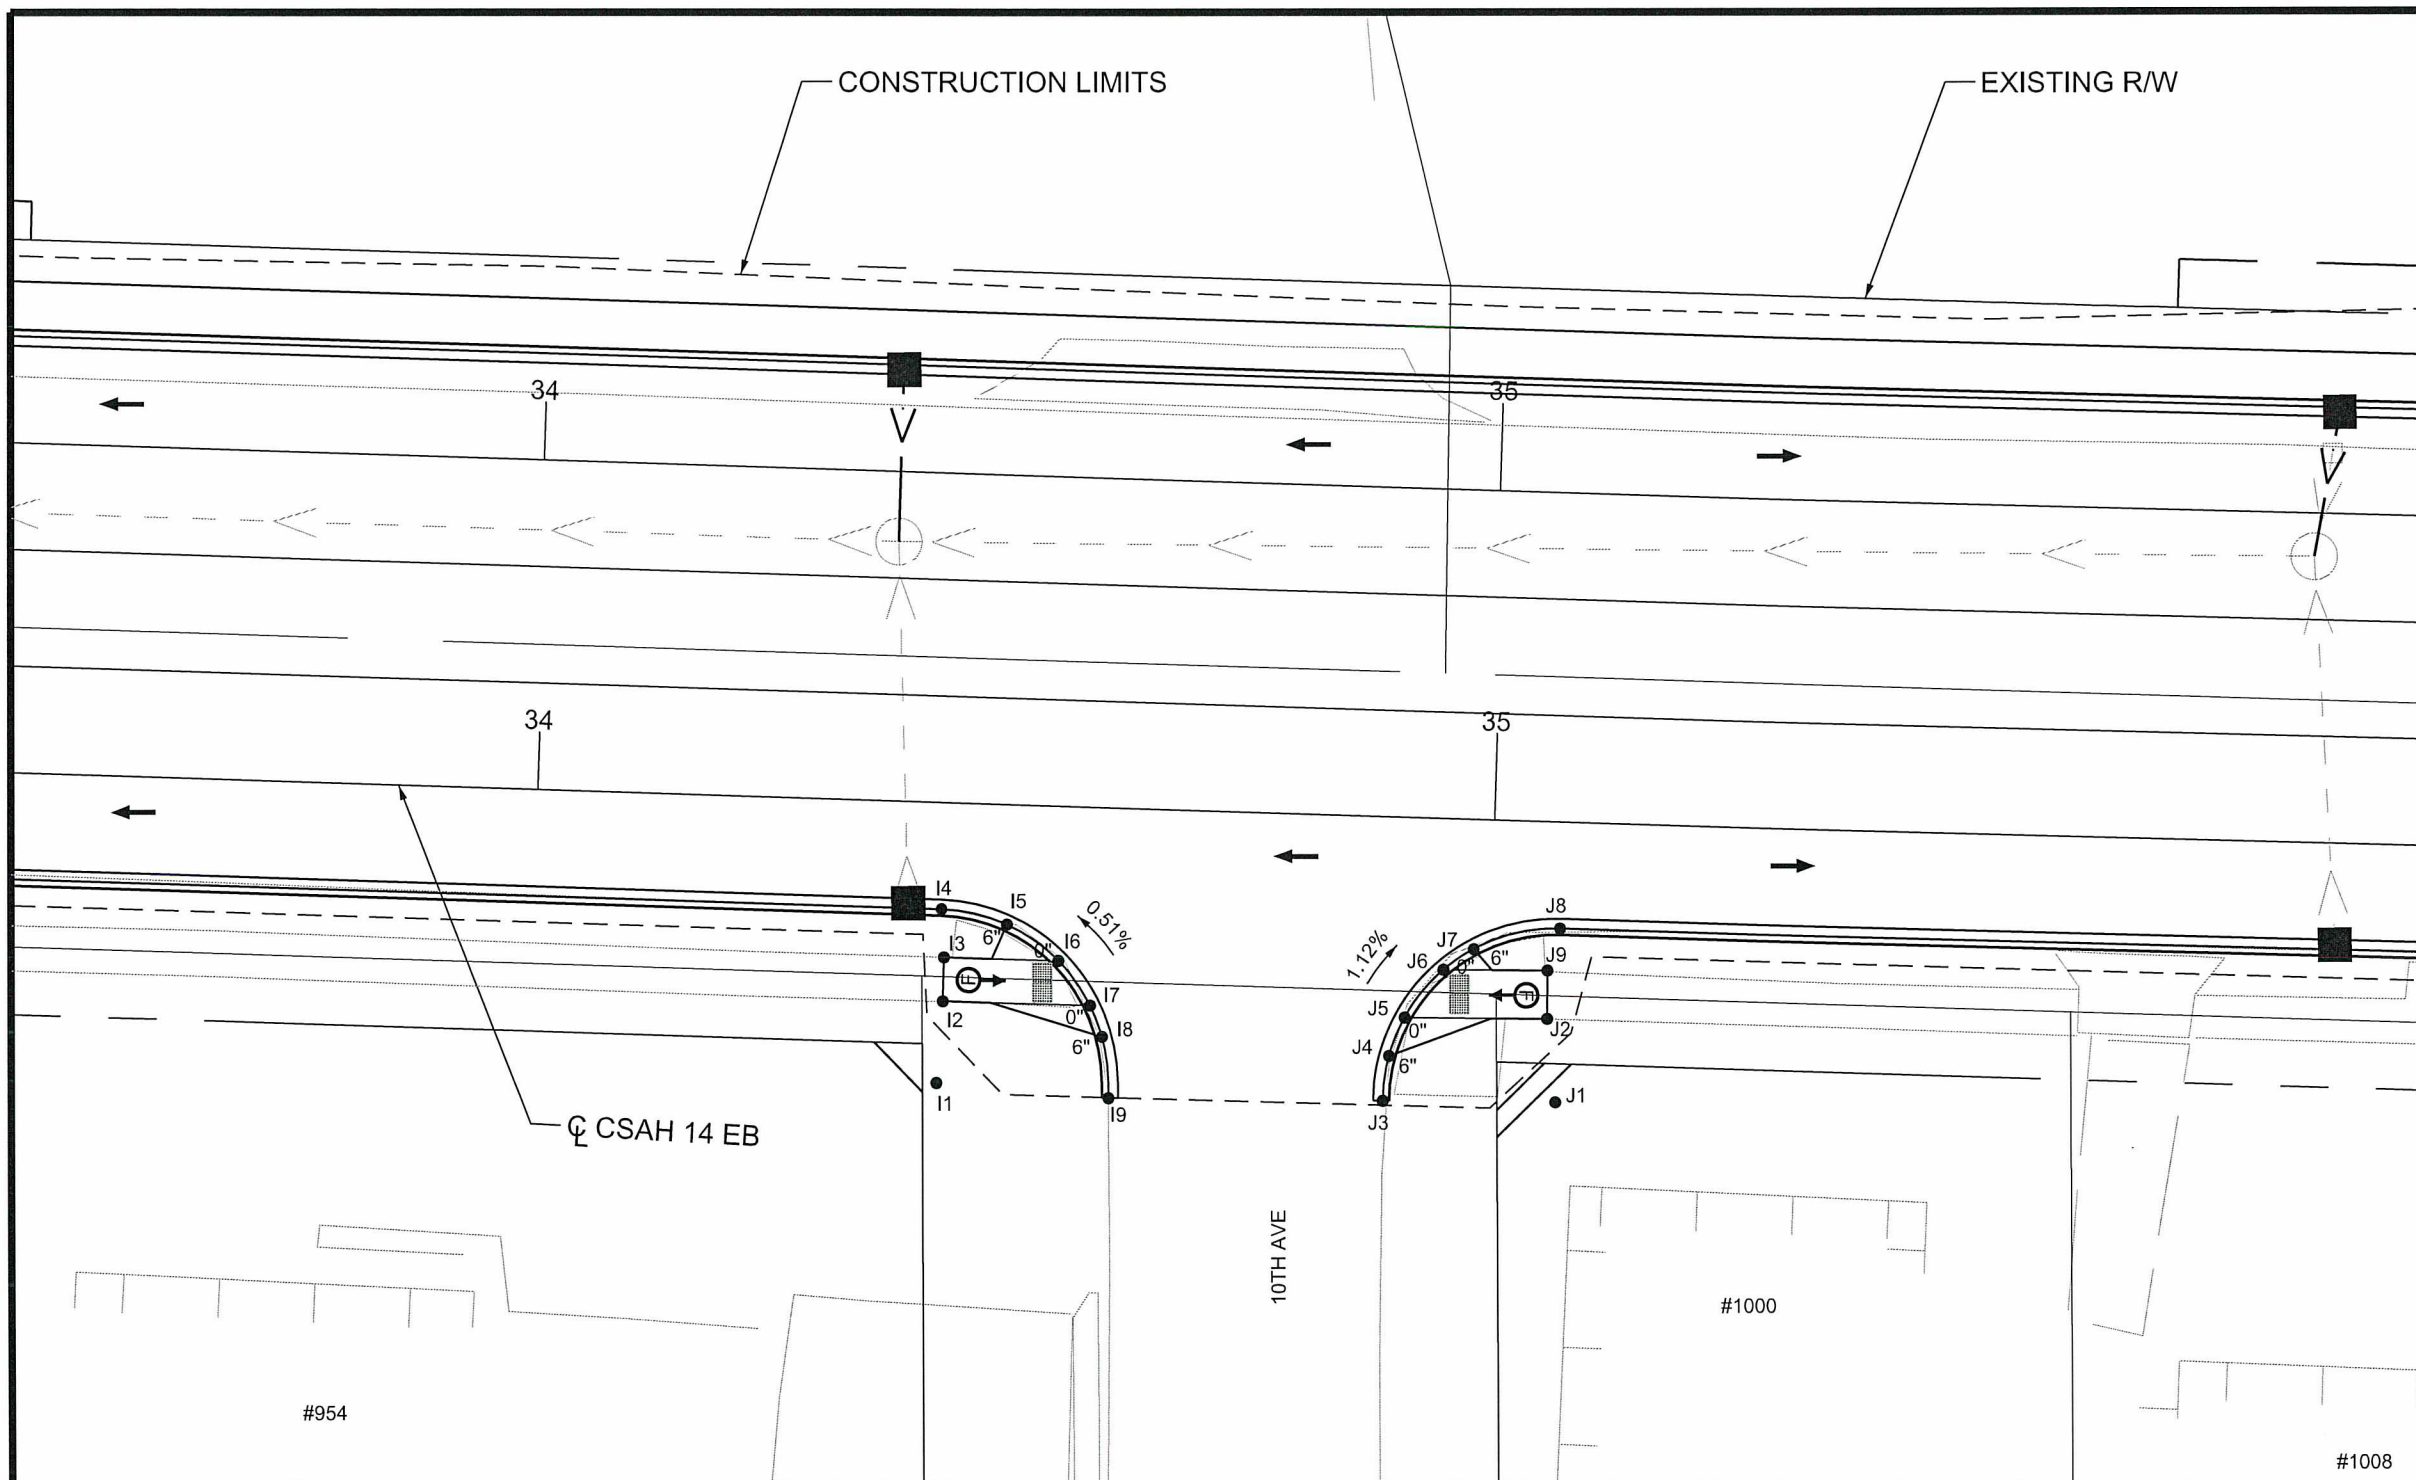 CONSTRUCTION LIMITS
EXISTING R/W
34
35
34
35
I4
I5
0.51%
J8
I3
6"
0"
I6
1.12%
J7
6"
J6
0"
J9
F
F
I2
I7
0"
J5
0"
J2
I8
6"
J4
6"
I1
I9
J3
J1
℄ CSAH 14 EB
10TH AVE
#1000
#954
#1008